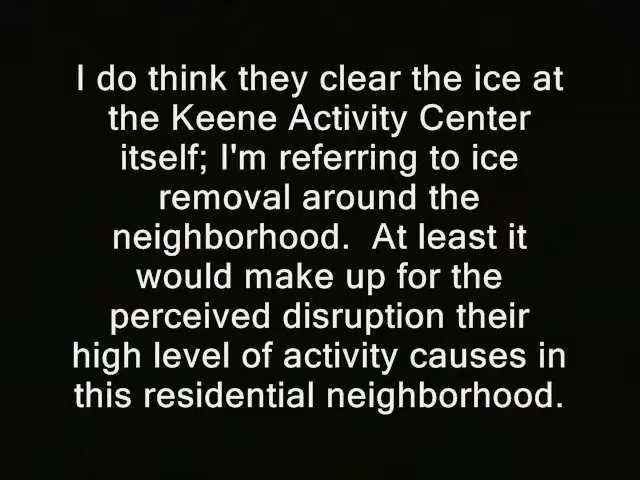 I do think they clear the ice at
the Keene Activity Center
itself; I'm referring to ice
removal around the
neighborhood.  At least it
would make up for the
perceived disruption their
high level of activity causes in
this residential neighborhood.